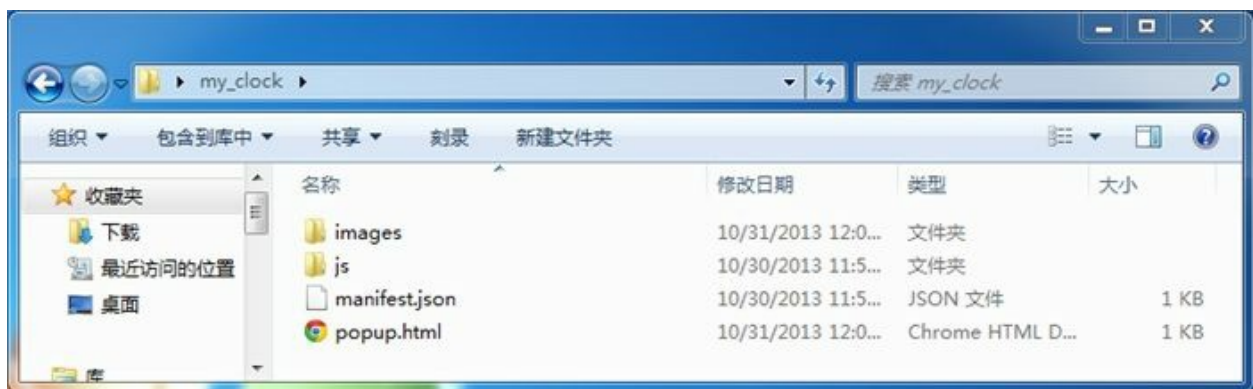 my_clock
搜索 my_clock
组织 包含到库中 共享 刻录 新建文件夹
收藏夹
下载
最近访问的位置
桌面
库
名称 修改日期 类型 大小
images 10/31/2013 12:0... 文件夹
js 10/30/2013 11:5... 文件夹
manifest.json 10/30/2013 11:5... JSON 文件 1 KB
popup.html 10/31/2013 12:0... Chrome HTML D... 1 KB